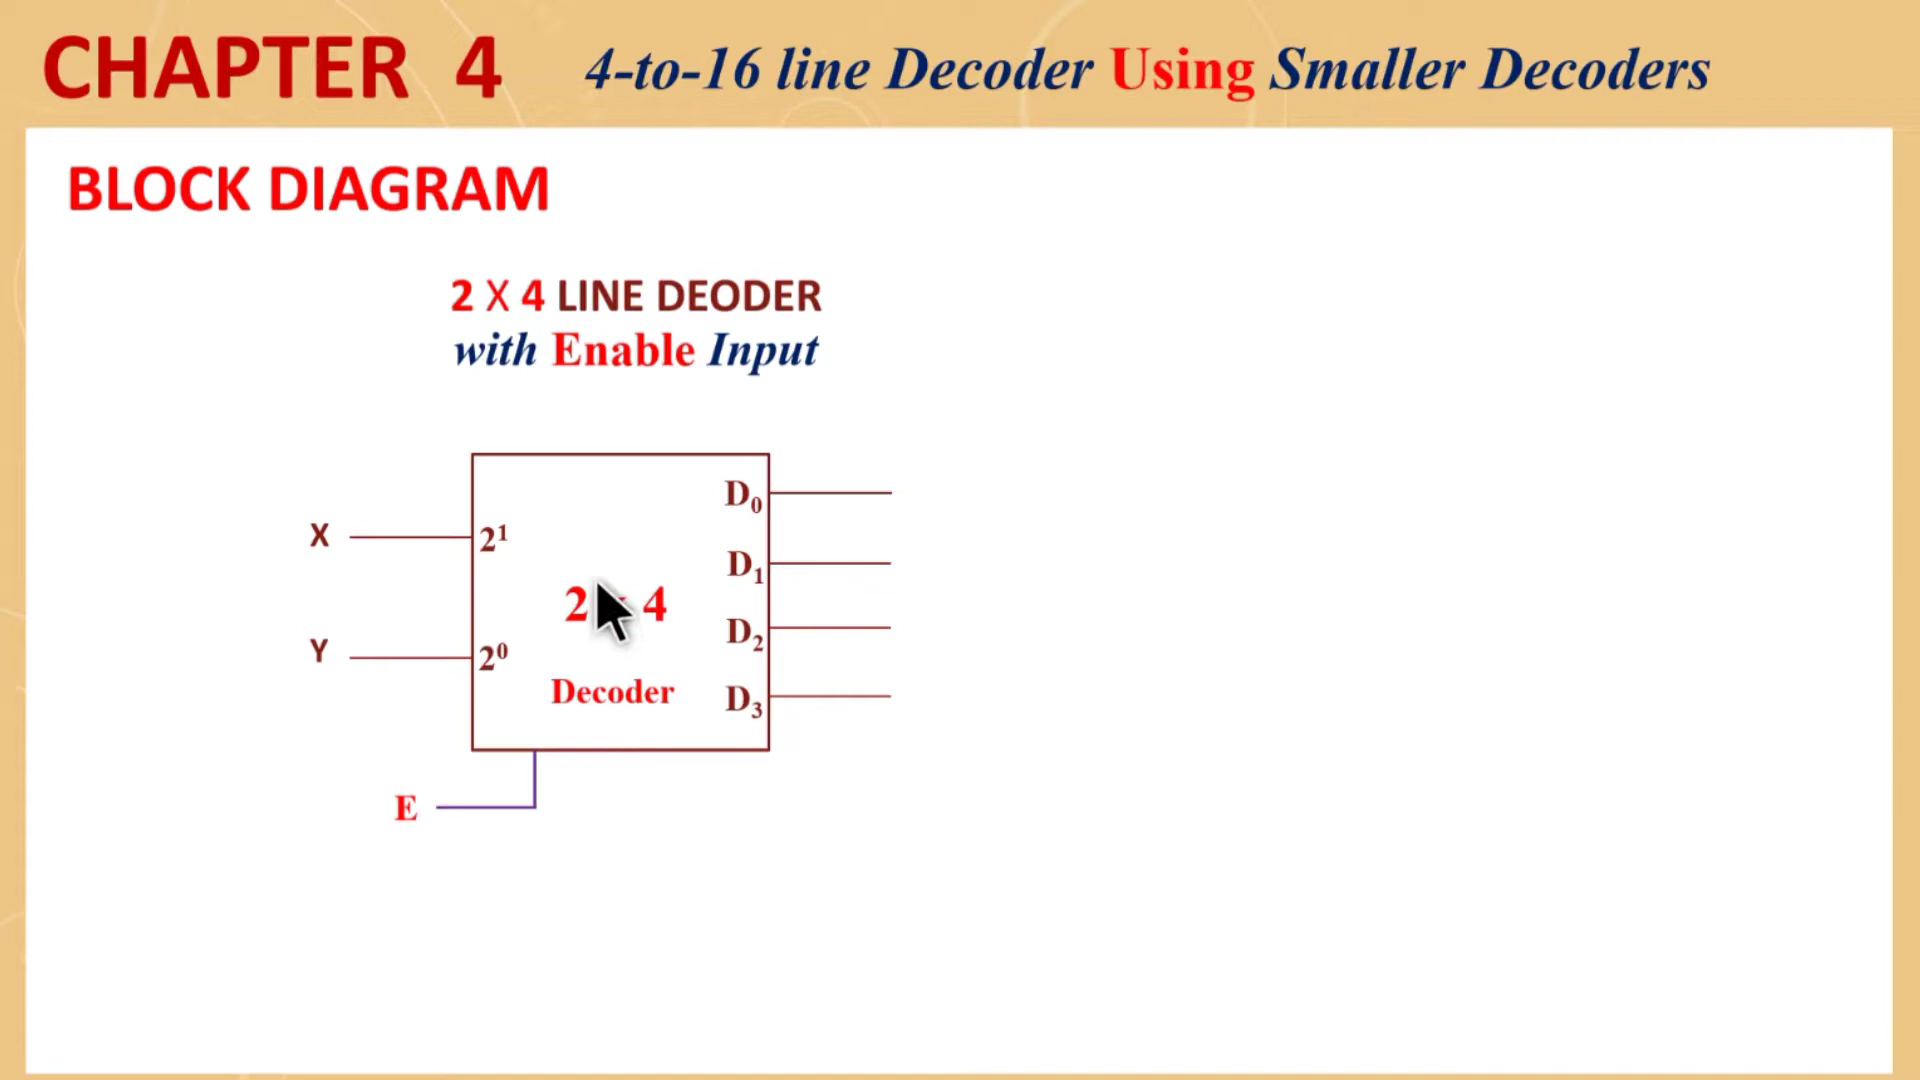 CHAPTER 4 4-to-16 line Decoder Using Smaller Decoders
BLOCK DIAGRAM
2 X 4 LINE DEODER
with Enable Input
D0
X 2¹
D1
2 4
D2
Y 2⁰
Decoder D3
E